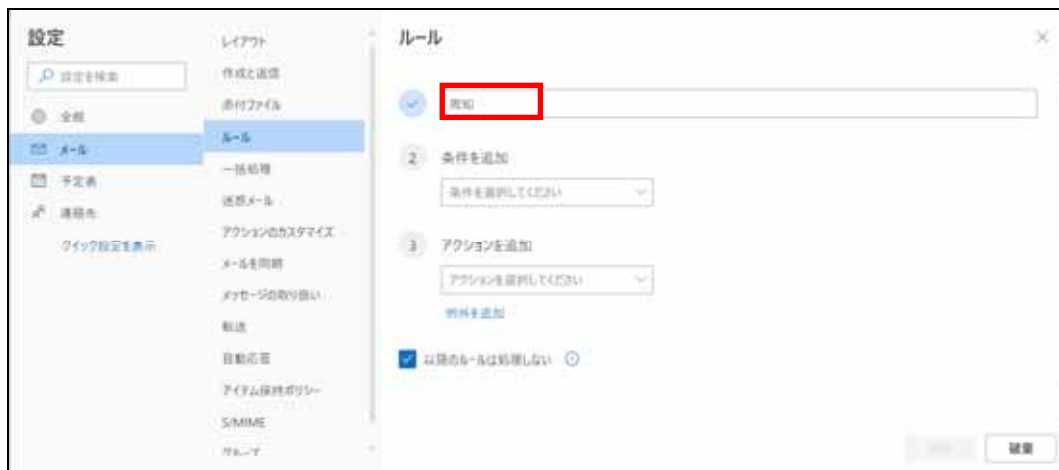 設定
設定を検索
全般
メール
予定表
連絡先
クイック設定を表示
レイアウト
作成と返信
添付ファイル
ルール
一括処理
迷惑メール
アクションのカスタマイズ
メールを同期
メッセージの取り扱い
転送
自動応答
アイテム保持ポリシー
S/MIME
グループ
ルール
周知
2 条件を追加
条件を選択してください
3 アクションを追加
アクションを選択してください
例外を追加
以降のルールは処理しない
破棄